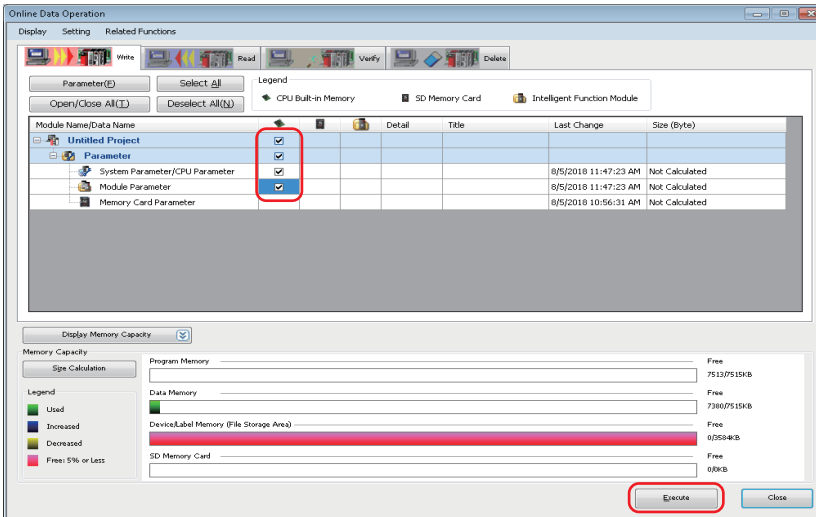 Online Data Operation
Display Setting Related Functions
Write Read Verify Delete
Parameter(F) Select All
Open/Close All(T) Deselect All(N)
Legend
CPU Built-in Memory SD Memory Card Intelligent Function Module
Module Name/Data Name Detail Title Last Change Size (Byte)
Untitled Project
Parameter
System Parameter/CPU Parameter 8/5/2018 11:47:23 AM Not Calculated
Module Parameter 8/5/2018 11:47:23 AM Not Calculated
Memory Card Parameter 8/5/2018 10:56:31 AM Not Calculated
Display Memory Capacity
Memory Capacity
Size Calculation
Legend
Used
Increased
Decreased
Free: 5% or Less
Program Memory Free
7513/7515KB
Data Memory Free
7380/7515KB
Device/Label Memory (File Storage Area) Free
0/3584KB
SD Memory Card Free
0/0KB
Execute Close